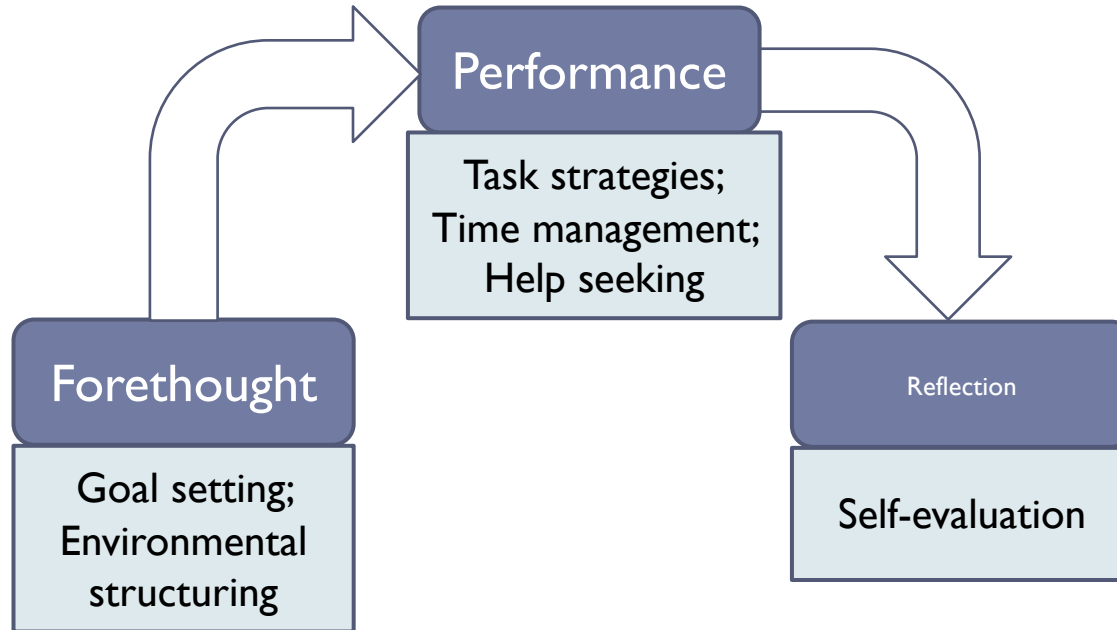 Forethought
Goal setting;
Environmental
structuring
Performance
Task strategies;
Time management;
Help seeking
Reflection
Self-evaluation